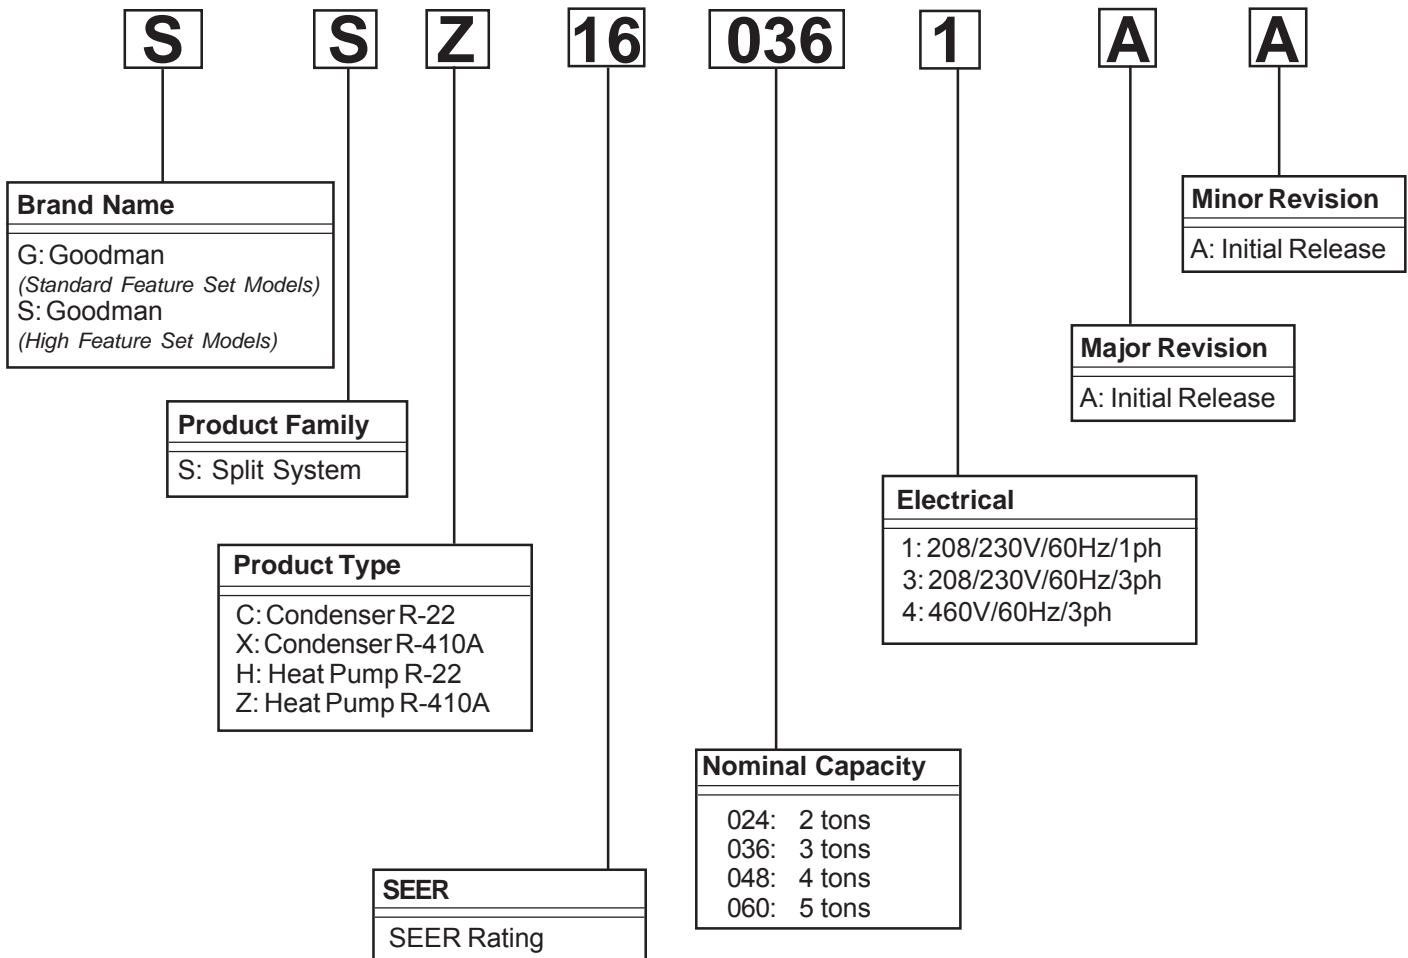 S S Z 16 036 1 A A
Brand Name
G: Goodman
(Standard Feature Set Models)
S: Goodman
(High Feature Set Models)
Product Family
S: Split System
Product Type
C: Condenser R-22
X: Condenser R-410A
H: Heat Pump R-22
Z: Heat Pump R-410A
SEER
SEER Rating
Nominal Capacity
024: 2 tons
036: 3 tons
048: 4 tons
060: 5 tons
Electrical
1: 208/230V/60Hz/1ph
3: 208/230V/60Hz/3ph
4: 460V/60Hz/3ph
Major Revision
A: Initial Release
Minor Revision
A: Initial Release